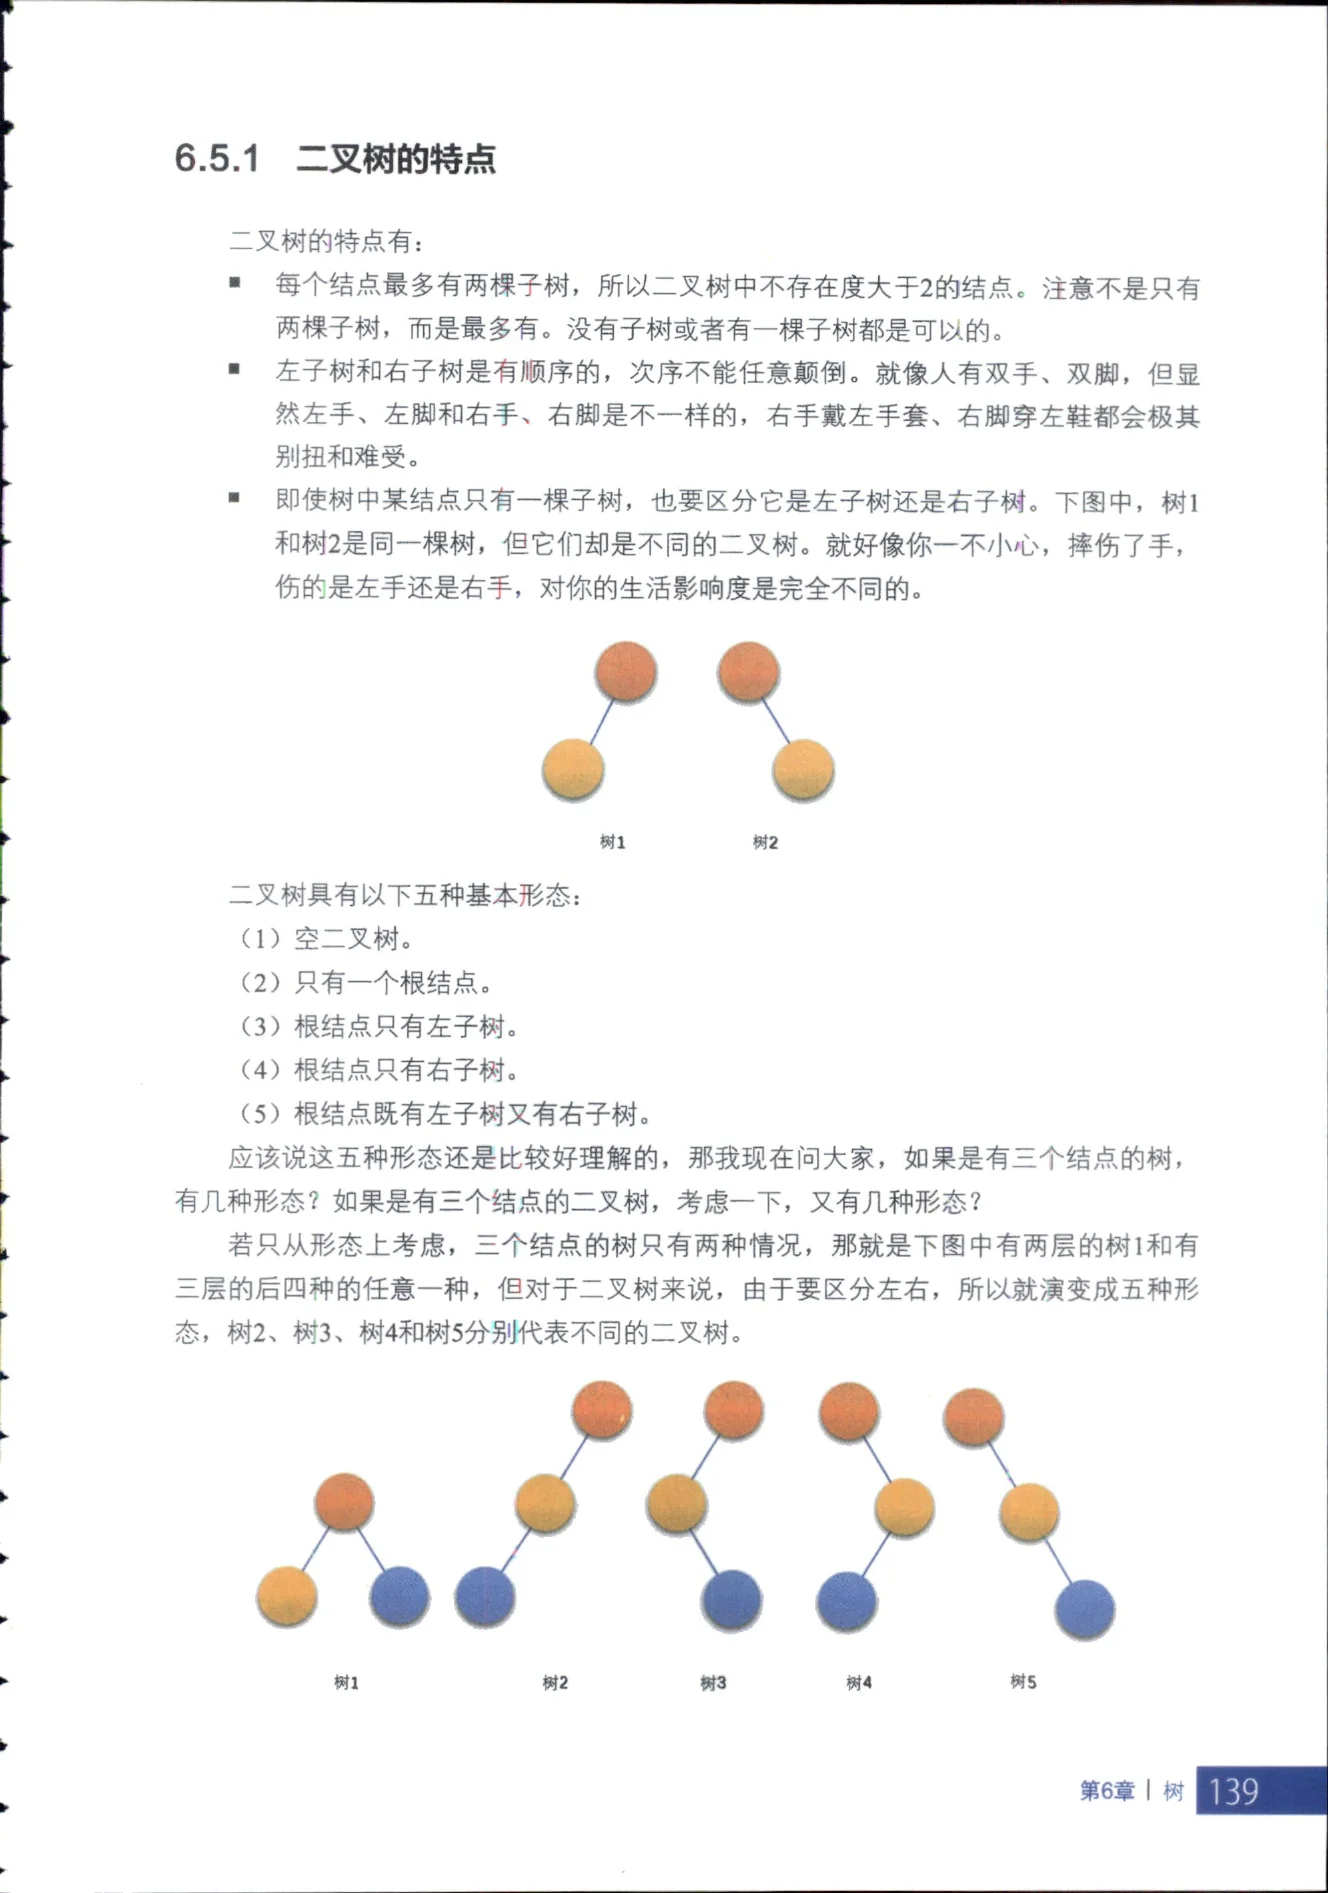 6.5.1 二叉树的特点
二叉树的特点有：
■ 每个结点最多有两棵子树，所以二叉树中不存在度大于2的结点。注意不是只有
两棵子树，而是最多有。没有子树或者有一棵子树都是可以的。
■ 左子树和右子树是有顺序的，次序不能任意颠倒。就像人有双手、双脚，但显
然左手、左脚和右手、右脚是不一样的，右手戴左手套、右脚穿左鞋都会极其
别扭和难受。
■ 即使树中某结点只有一棵子树，也要区分它是左子树还是右子树。下图中，树1
和树2是同一棵树，但它们却是不同的二叉树。就好像你一不小心，摔伤了手，
伤的是左手还是右手，对你的生活影响度是完全不同的。
树1 树2
二叉树具有以下五种基本形态：
（1）空二叉树。
（2）只有一个根结点。
（3）根结点只有左子树。
（4）根结点只有右子树。
（5）根结点既有左子树又有右子树。
应该说这五种形态还是比较好理解的，那我现在问大家，如果是有三个结点的树，
有几种形态？如果是有三个结点的二叉树，考虑一下，又有几种形态？
若只从形态上考虑，三个结点的树只有两种情况，那就是下图中有两层的树1和有
三层的后四种的任意一种，但对于二叉树来说，由于要区分左右，所以就演变成五种形
态，树2、树3、树4和树5分别代表不同的二叉树。
树1 树2 树3 树4 树5
第6章 | 树 139